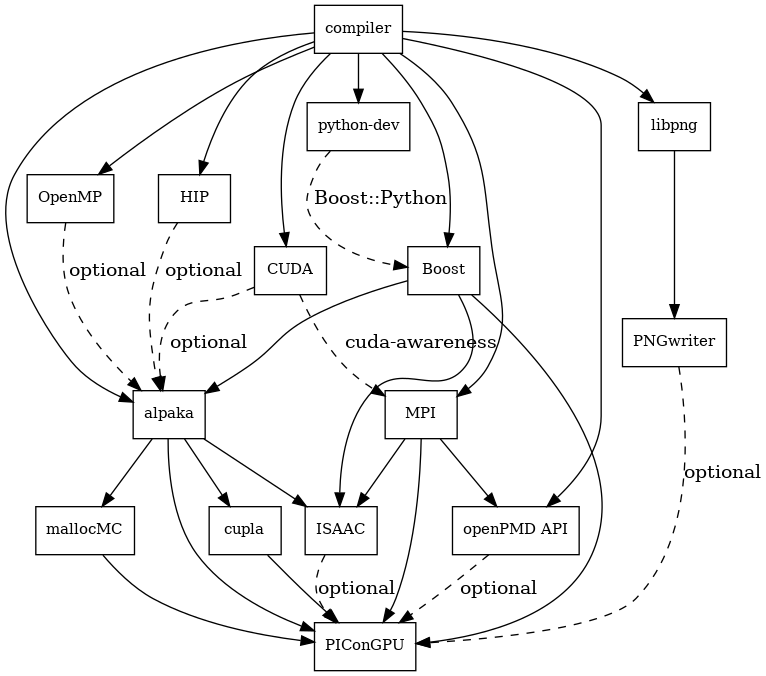 compiler
python-dev
libpng
OpenMP
HIP
Boost::Python
optional
optional
CUDA
Boost
optional
cuda-awareness
PNGwriter
alpaka
MPI
optional
mallocMC
cupla
ISAAC
openPMD API
optional
optional
PIConGPU